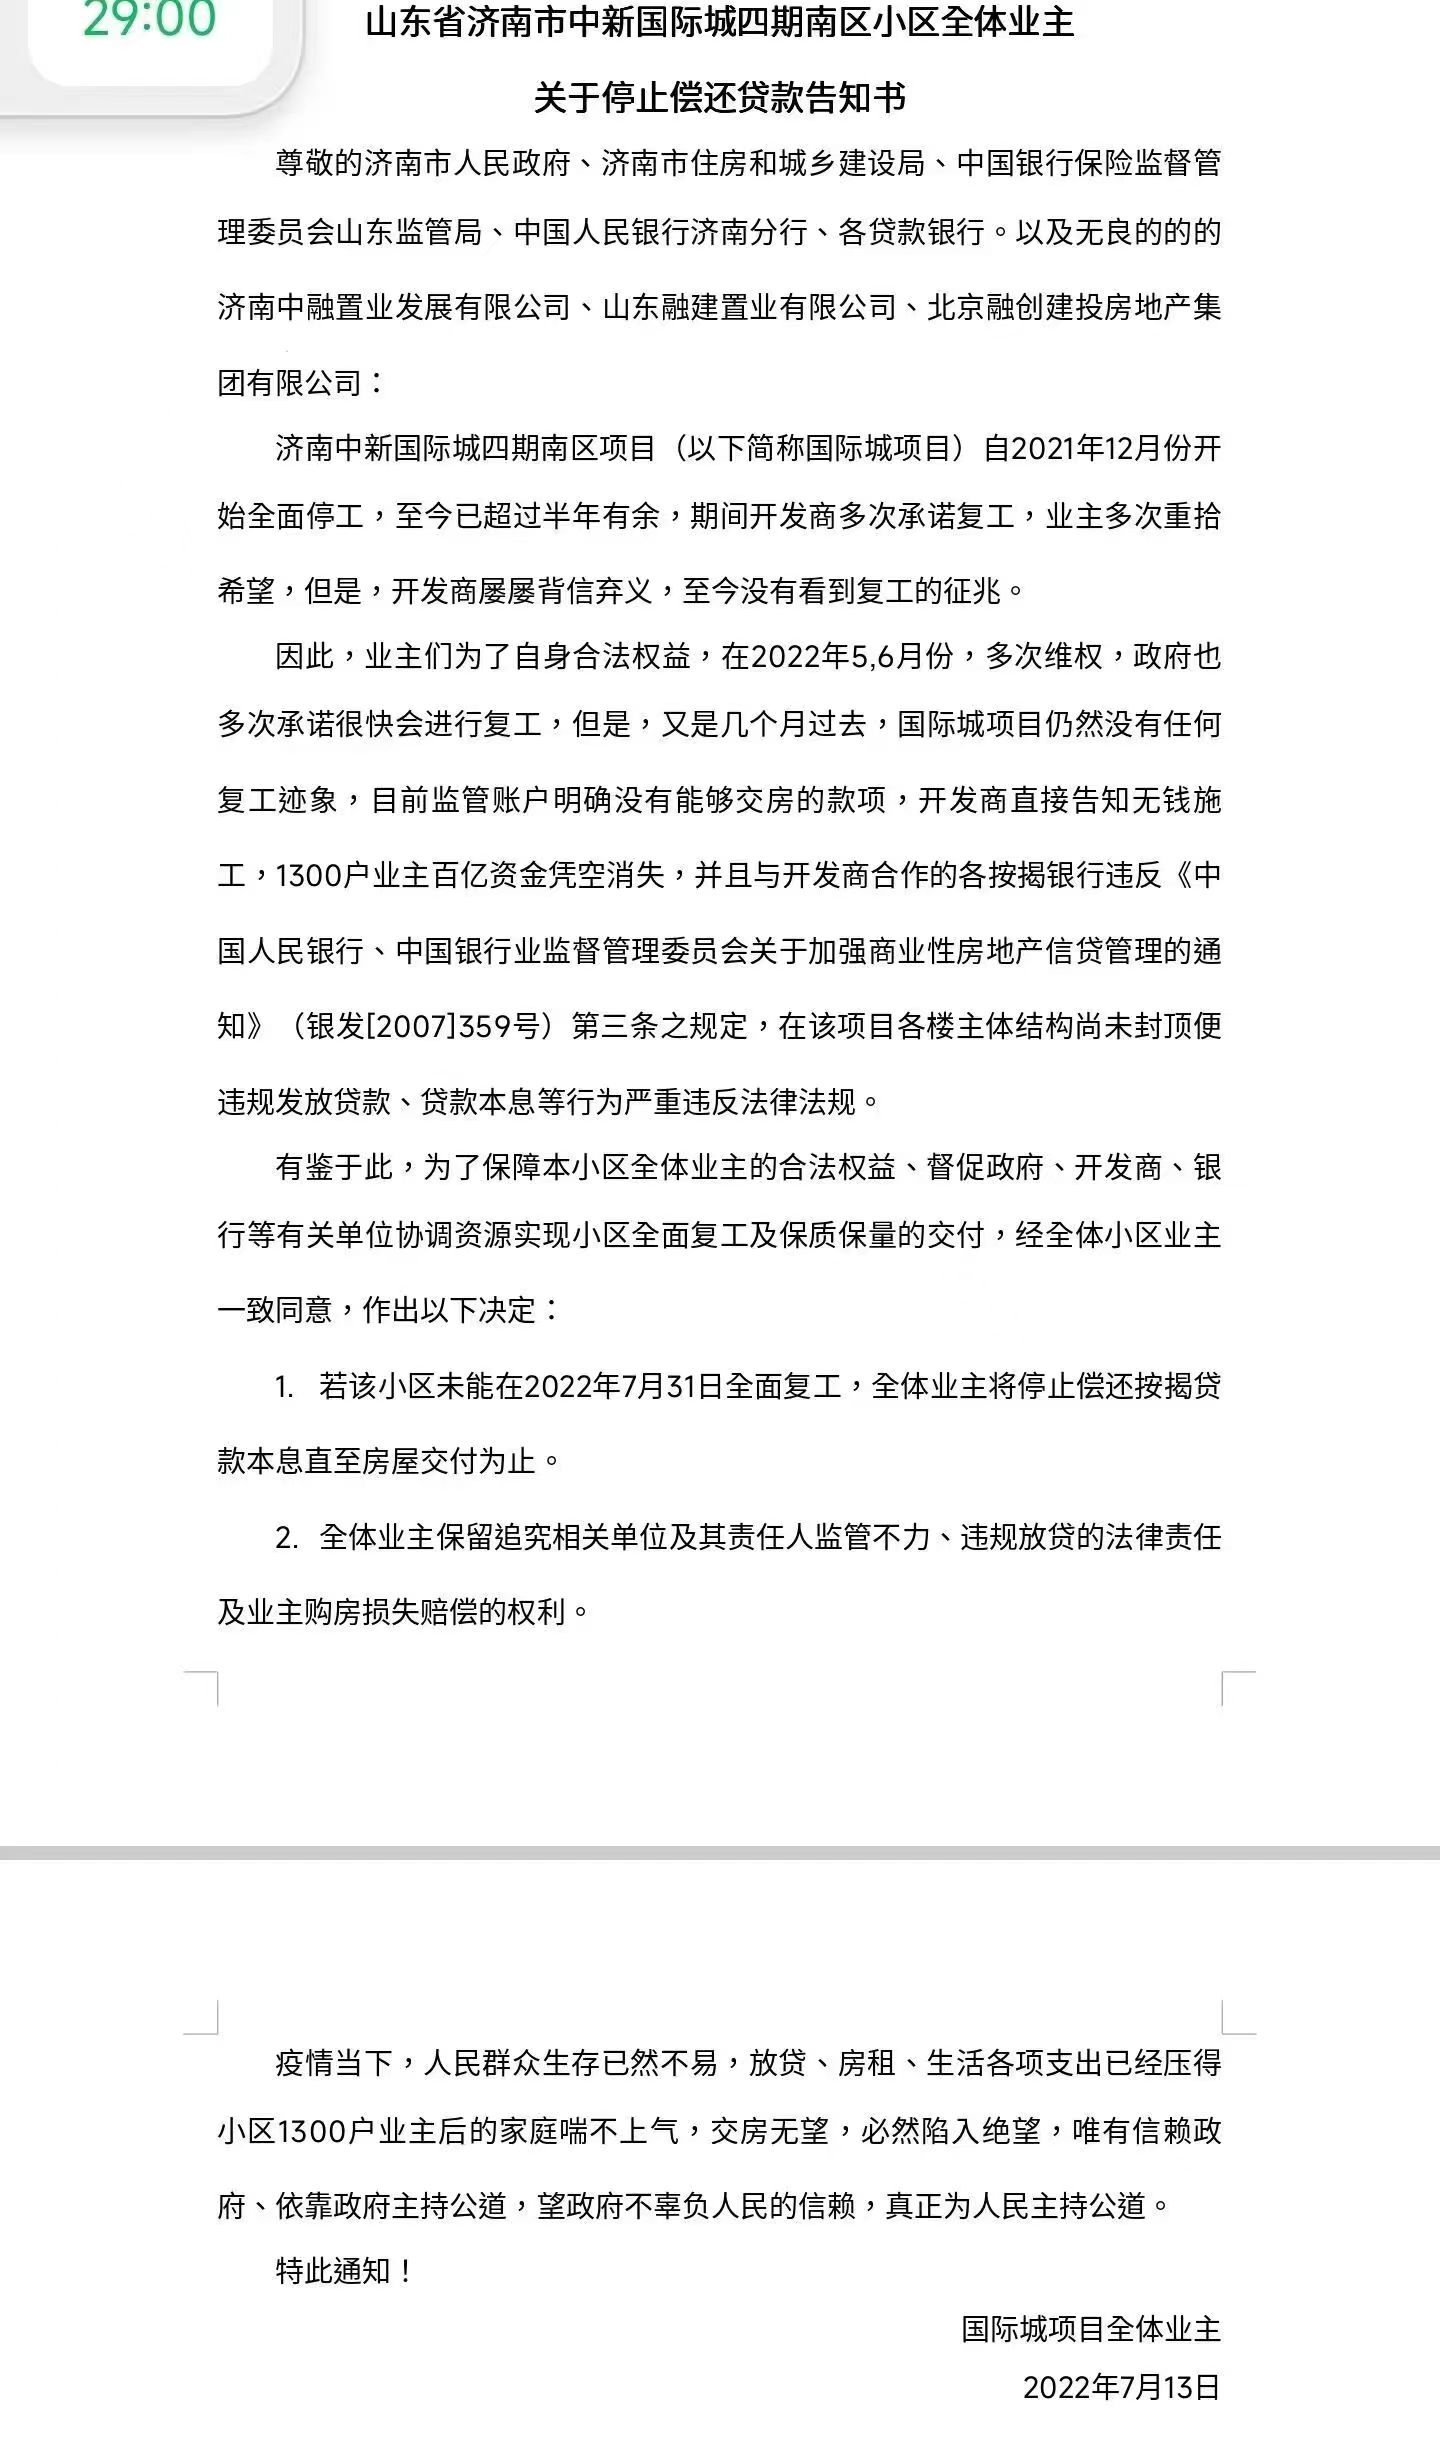 29:00
山东省济南市中新国际城四期南区小区全体业主
关于停止偿还贷款告知书
尊敬的济南市人民政府、济南市住房和城乡建设局、中国银行保险监督管
理委员会山东监管局、中国人民银行济南分行、各贷款银行。以及无良的的的
济南中融置业发展有限公司、山东融建置业有限公司、北京融创建投房地产集
团有限公司：
济南中新国际城四期南区项目（以下简称国际城项目）自2021年12月份开
始全面停工，至今已超过半年有余，期间开发商多次承诺复工，业主多次重拾
希望，但是，开发商屡屡背信弃义，至今没有看到复工的征兆。
因此，业主们为了自身合法权益，在2022年5,6月份，多次维权，政府也
多次承诺很快会进行复工，但是，又是几个月过去，国际城项目仍然没有任何
复工迹象，目前监管账户明确没有能够交房的款项，开发商直接告知无钱施
工，1300户业主百亿资金凭空消失，并且与开发商合作的各按揭银行违反《中
国人民银行、中国银行业监督管理委员会关于加强商业性房地产信贷管理的通
知》（银发[2007]359号）第三条之规定，在该项目各楼主体结构尚未封顶便
违规发放贷款、贷款本息等行为严重违反法律法规。
有鉴于此，为了保障本小区全体业主的合法权益、督促政府、开发商、银
行等有关单位协调资源实现小区全面复工及保质保量的交付，经全体小区业主
一致同意，作出以下决定：
1. 若该小区未能在2022年7月31日全面复工，全体业主将停止偿还按揭贷
款本息直至房屋交付为止。
2. 全体业主保留追究相关单位及其责任人监管不力、违规放贷的法律责任
及业主购房损失赔偿的权利。
疫情当下，人民群众生存已然不易，放贷、房租、生活各项支出已经压得
小区1300户业主后的家庭喘不上气，交房无望，必然陷入绝望，唯有信赖政
府、依靠政府主持公道，望政府不辜负人民的信赖，真正为人民主持公道。
特此通知！
国际城项目全体业主
2022年7月13日